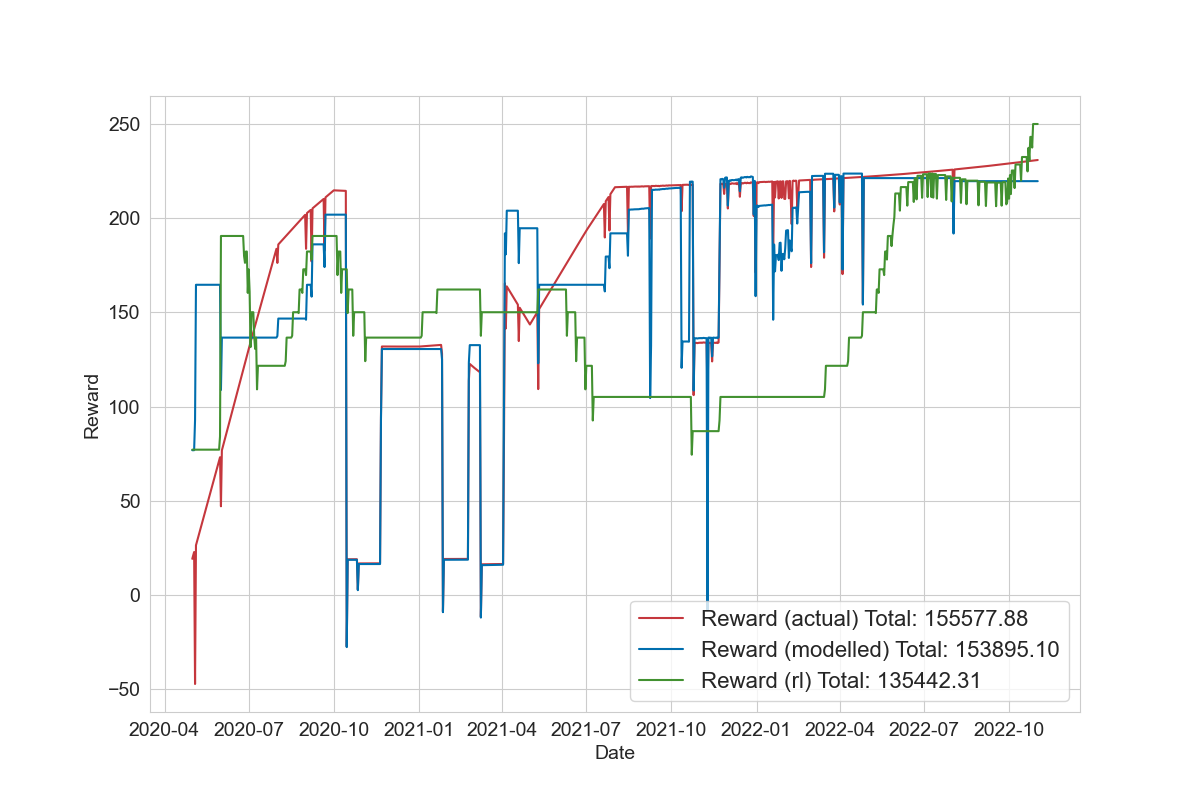 250
200
150
100
50
0
−50
Reward
2020-04 2020-07 2020-10 2021-01 2021-04 2021-07 2021-10 2022-01 2022-04 2022-07 2022-10
Date
Reward (actual) Total: 155577.88
Reward (modelled) Total: 153895.10
Reward (rl) Total: 135442.31